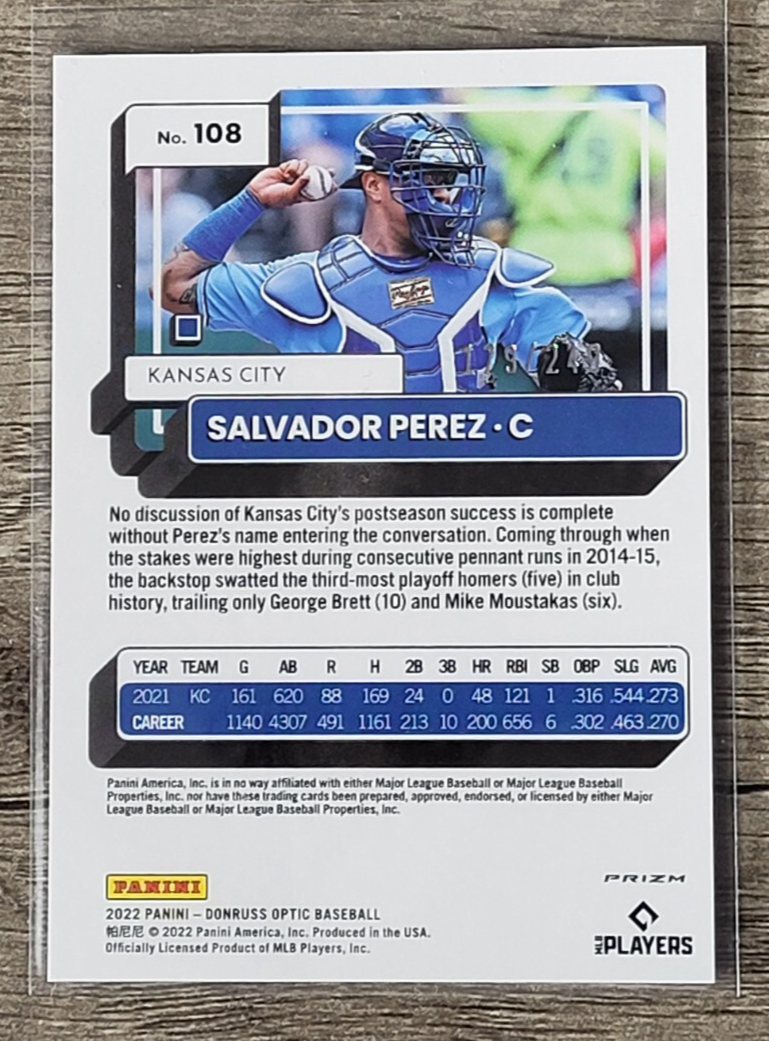 No. 108
KANSAS CITY
SALVADOR PEREZ · C
No discussion of Kansas City's postseason success is complete
without Perez's name entering the conversation. Coming through when
the stakes were highest during consecutive pennant runs in 2014-15,
the backstop swatted the third-most playoff homers (five) in club
history, trailing only George Brett (10) and Mike Moustakas (six).
YEAR TEAM G AB R H 2B 3B HR RBI SB OBP SLG AVG
2021 KC 161 620 88 169 24 0 48 121 1 .316 .544 .273
CAREER 1140 4307 491 1161 213 10 200 656 6 .302 .463 .270
Panini America, Inc. is in no way affiliated with either Major League Baseball or Major League Baseball
Properties, Inc. nor have these trading cards been prepared, approved, endorsed, or licensed by either Major
League Baseball or Major League Baseball Properties, Inc.
PANINI
PRIZM
2022 PANINI – DONRUSS OPTIC BASEBALL
帕尼尼 © 2022 Panini America, Inc. Produced in the USA.
Officially Licensed Product of MLB Players, Inc.
MLB PLAYERS